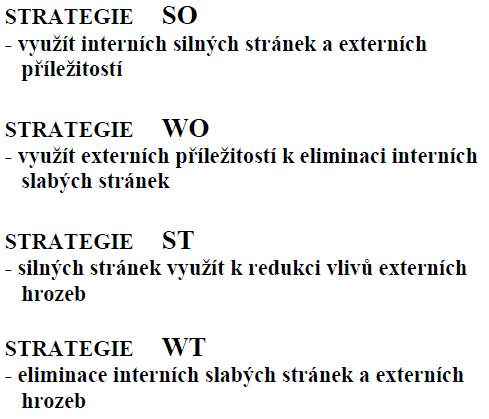 STRATEGIE SO
- využít interních silných stránek a externích
příležitostí
STRATEGIE WO
- využít externích příležitostí k eliminaci interních
slabých stránek
STRATEGIE ST
- silných stránek využít k redukci vlivů externích
hrozeb
STRATEGIE WT
- eliminace interních slabých stránek a externích
hrozeb